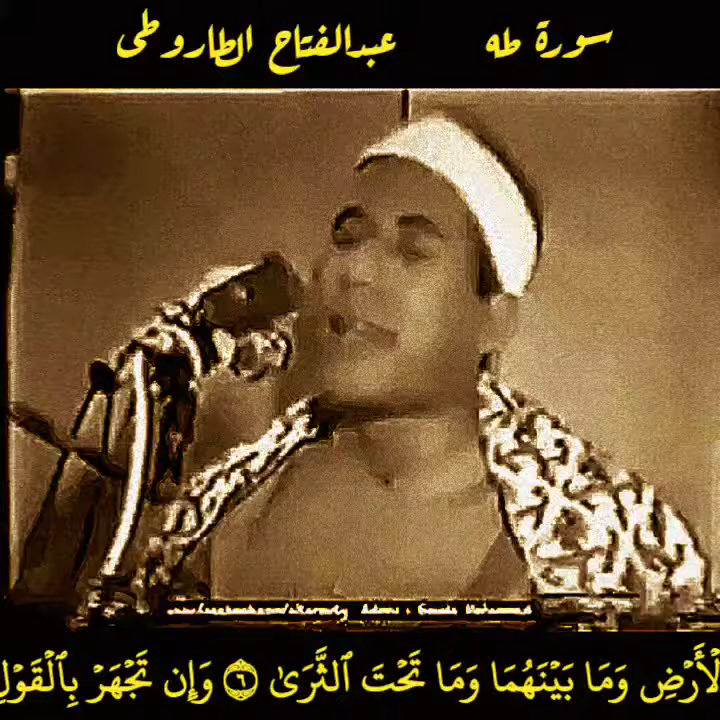 سورة طه عبدالفتاح الطاروطى
لْأَرْضِ وَمَا بَيْنَهُمَا وَمَا تَحْتَ ٱلثَّرَىٰ ٦ وَإِن تَجْهَرْ بِٱلْقَوْلِ